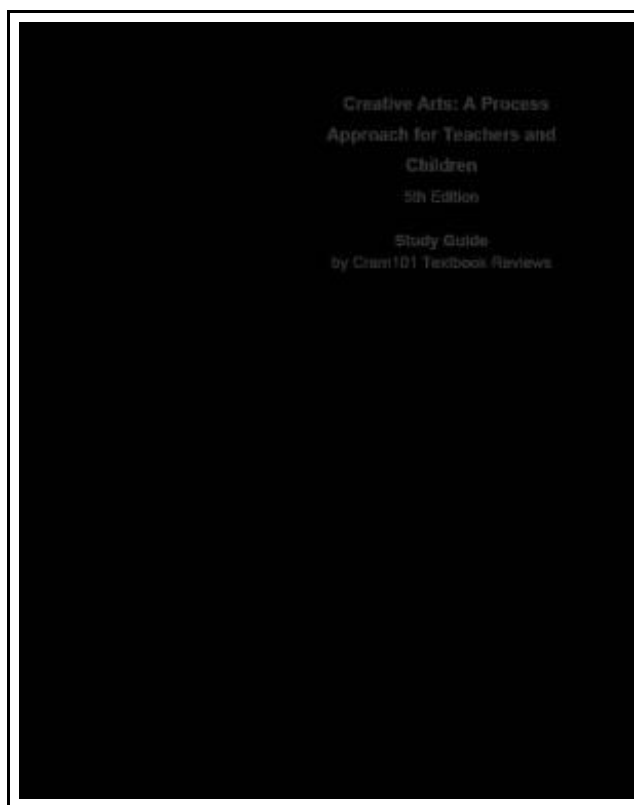 Creative Arts: A Process
Approach for Teachers and
Children
5th Edition
Study Guide
by Cram101 Textbook Reviews